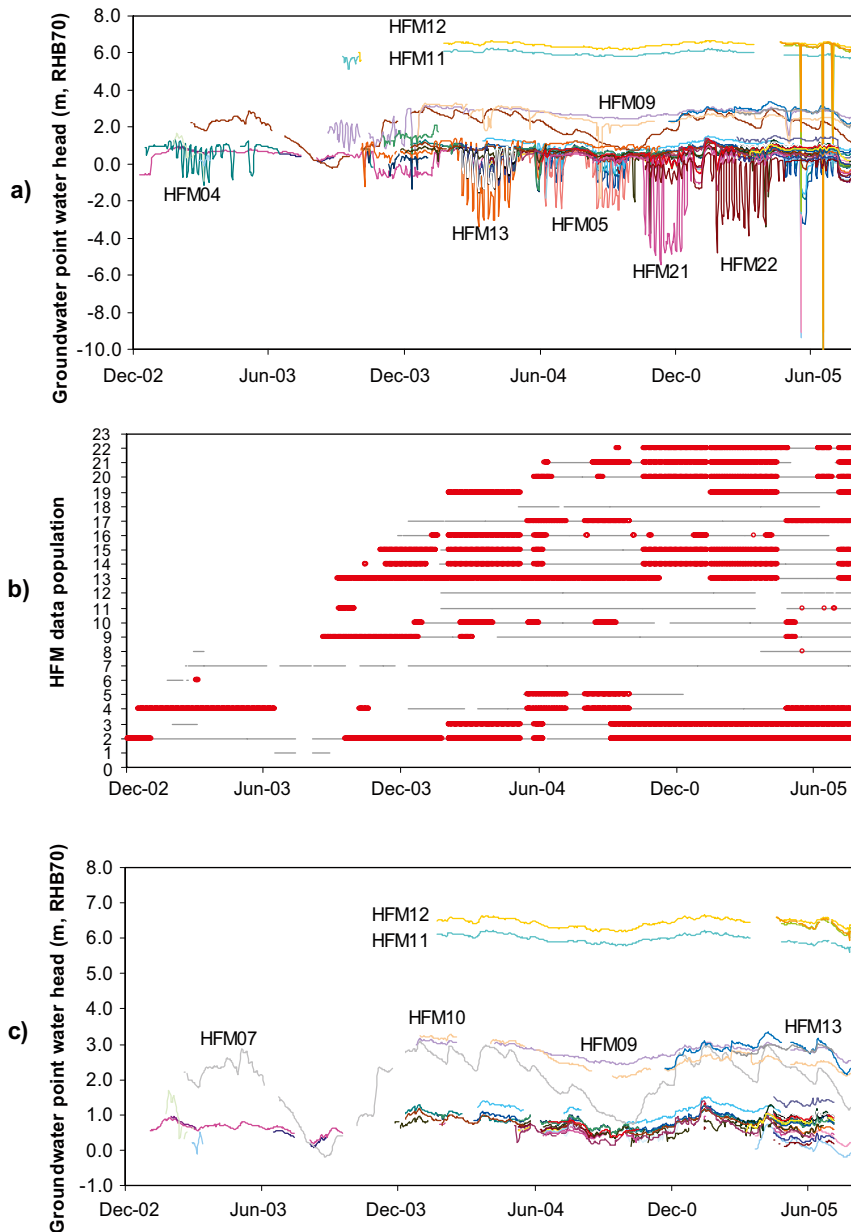 8.0
HFM12
6.0
HFM11
4.0
HFM09
2.0
0.0
HFM04
-2.0
HFM13
HFM05
-4.0
HFM21
HFM22
-6.0
-8.0
-10.0
Groundwater point water head (m, RHB70)
a)
Dec-02 Jun-03 Dec-03 Jun-04 Dec-0 Jun-05
23
22
21
20
19
18
17
16
15
14
13
12
11
10
9
8
7
6
5
4
3
2
1
0
HFM data population
b)
Dec-02 Jun-03 Dec-03 Jun-04 Dec-0 Jun-05
8.0
7.0
HFM12
6.0
HFM11
5.0
4.0
HFM07
HFM10
HFM09
HFM13
3.0
2.0
1.0
0.0
-1.0
Groundwater point water head (m, RHB70)
c)
Dec-02 Jun-03 Dec-03 Jun-04 Dec-0 Jun-05